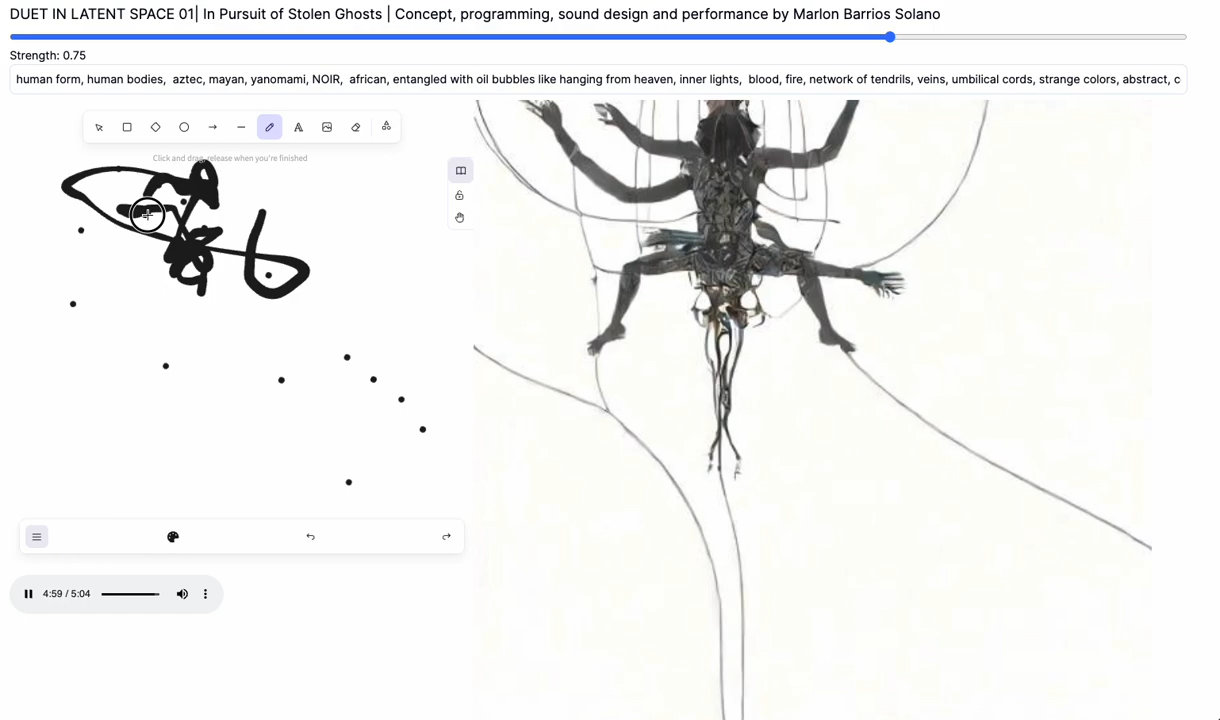 DUET IN LATENT SPACE 01| In Pursuit of Stolen Ghosts | Concept, programming, sound design and performance by Marlon Barrios Solano
Strength: 0.75
human form, human bodies,  aztec, mayan, yanomami, NOIR,  african, entangled with oil bubbles like hanging from heaven, inner lights,  blood, fire, network of tendrils, veins, umbilical cords, strange colors, abstract, c
Click and drag, release when you're finished
4:59 / 5:04